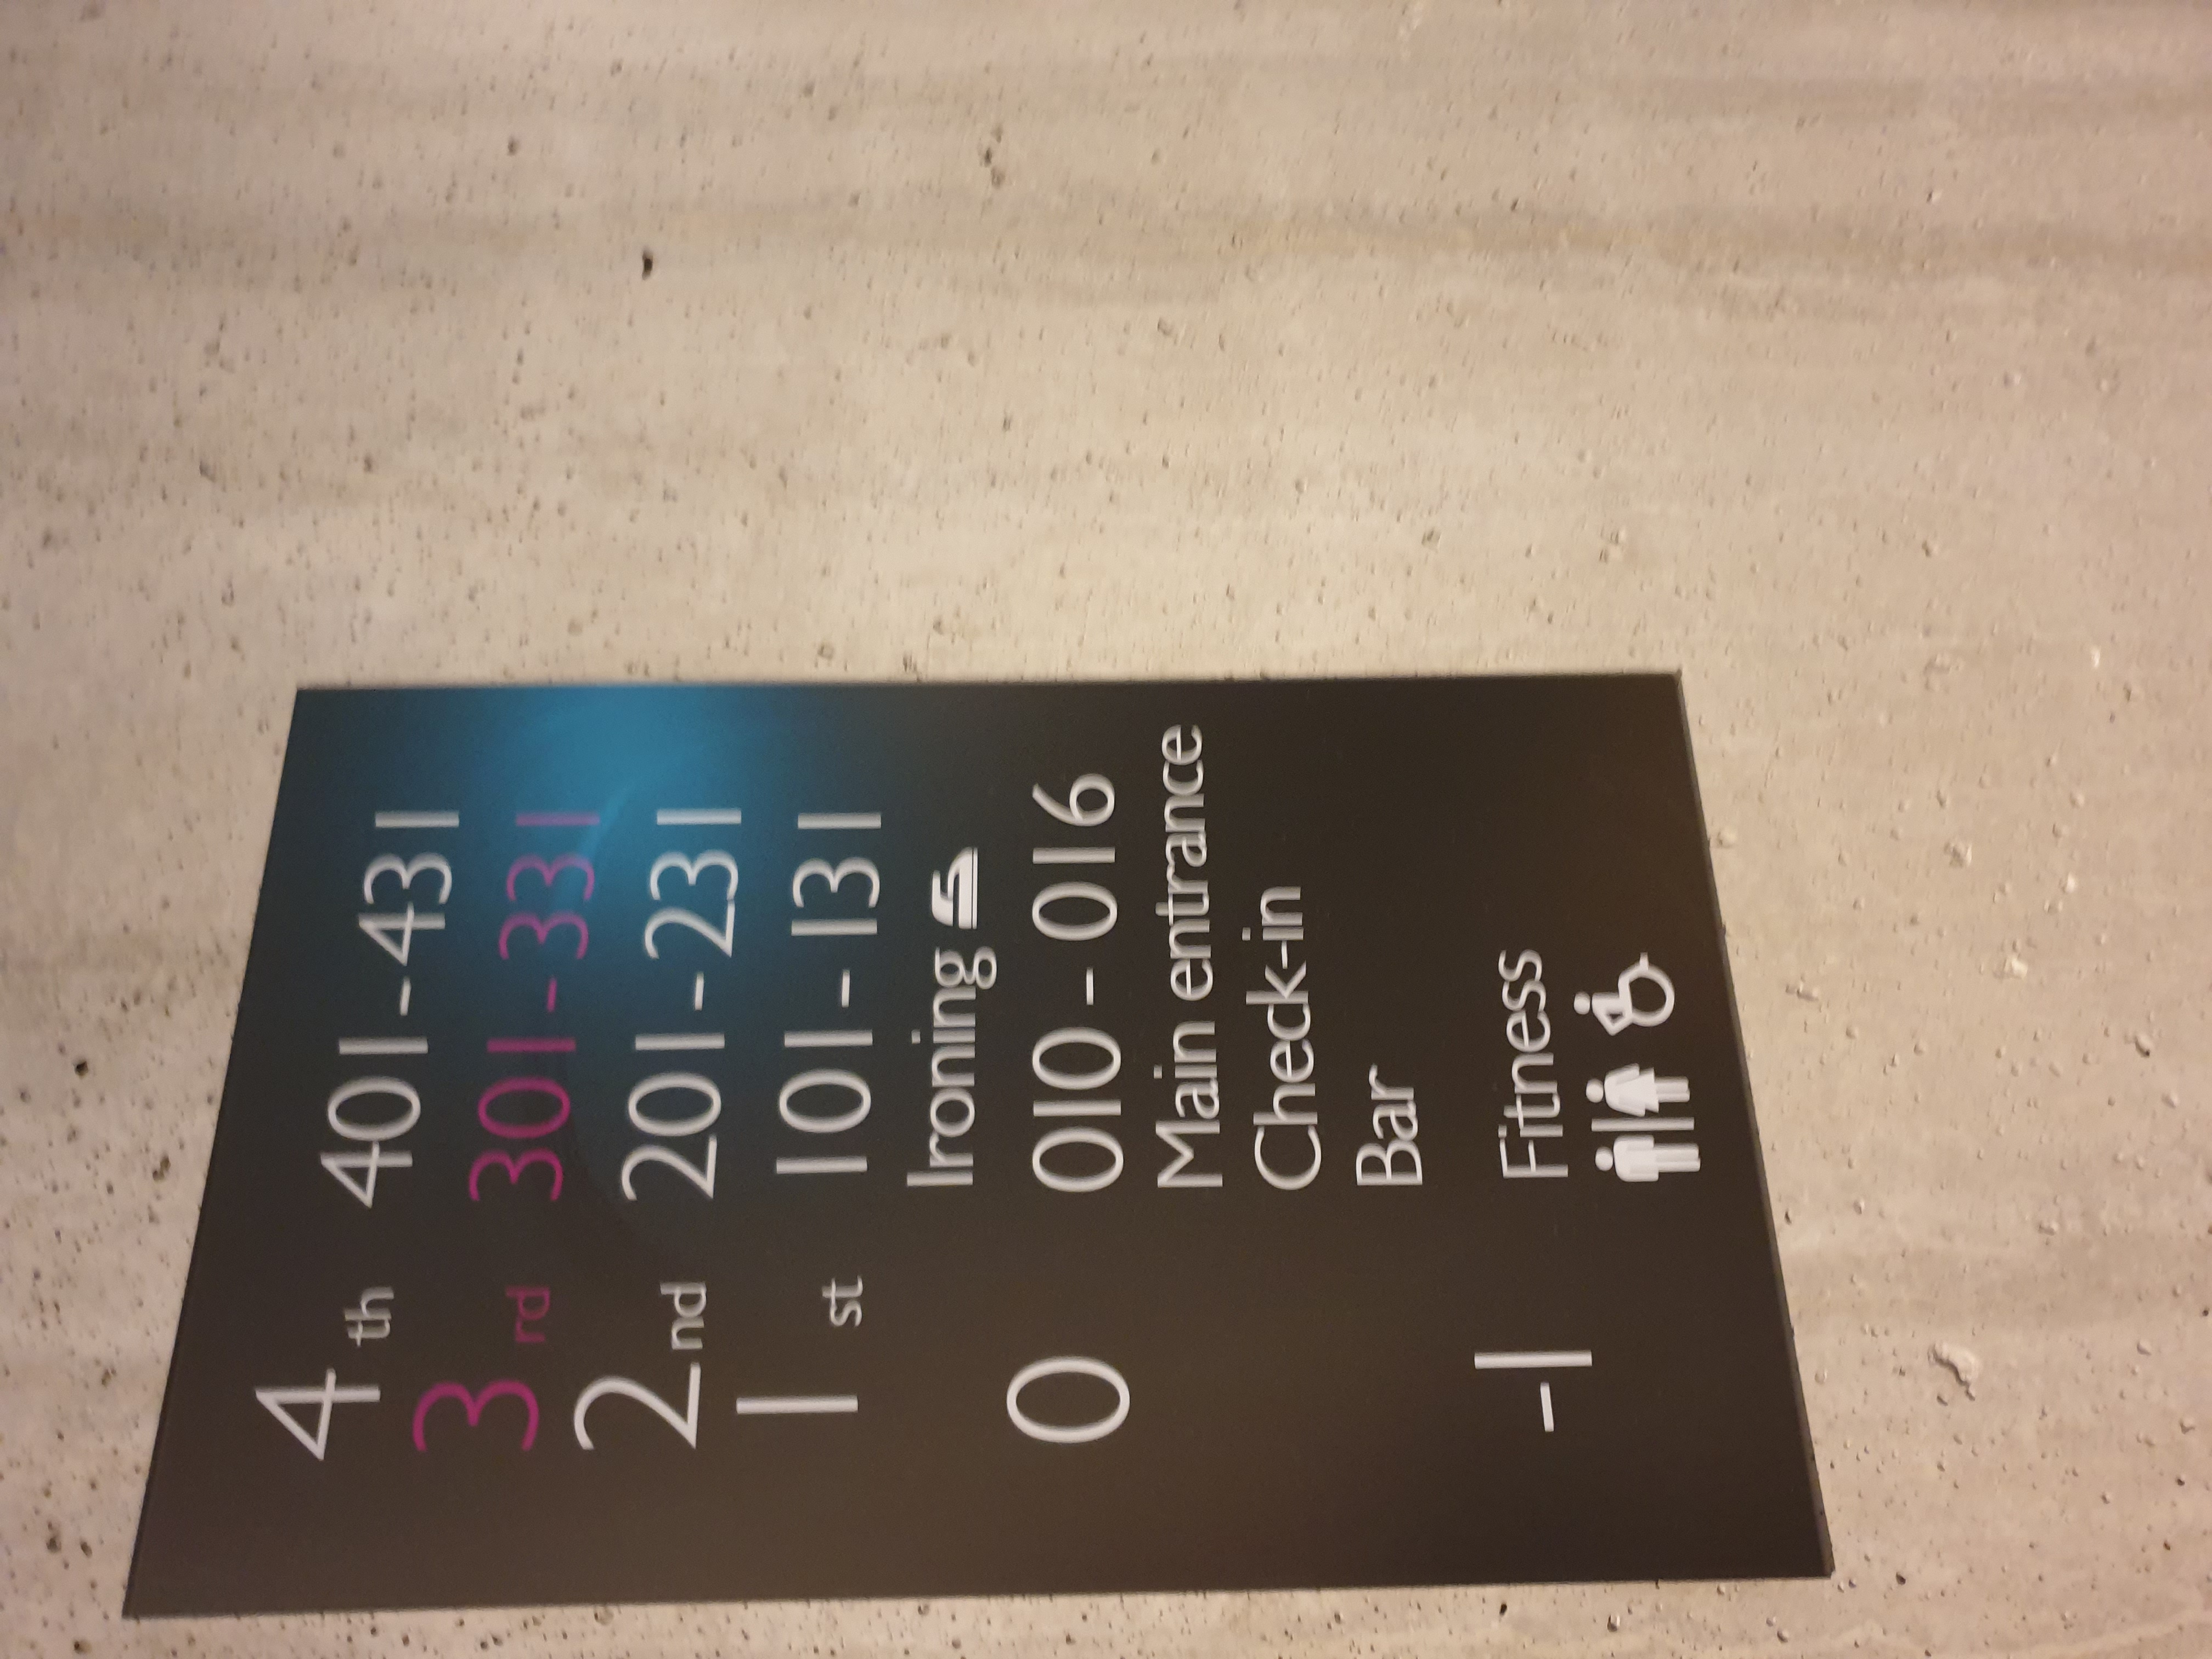 4th 401 - 431
3rd 301 - 331
2nd 201 - 231
1st 101 - 131
Ironing
0 010 - 016
Main entrance
Check-in
Bar
-1 Fitness